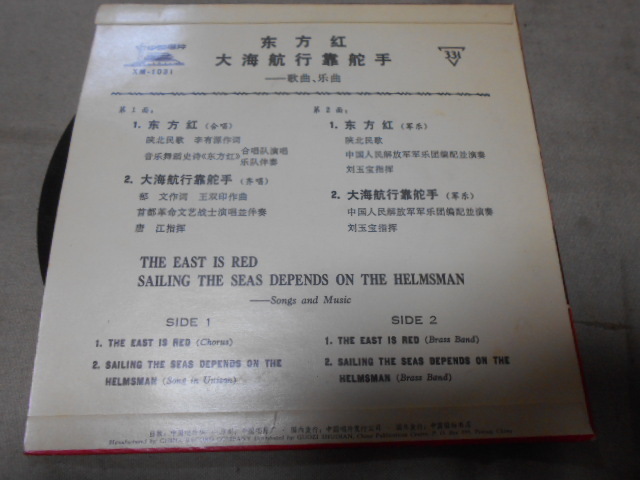 东方红
大海航行靠舵手
——歌曲、乐曲
33⅓
第1面：
1. 东方红（合唱）
陕北民歌 李有源作词
音乐舞蹈史诗《东方红》合唱队演唱
乐队伴奏
2. 大海航行靠舵手（齐唱）
郁 文作词 王双印作曲
首都革命文艺战士演唱並伴奏
唐 江指挥
第2面：
1. 东方红（军乐）
陕北民歌
中国人民解放军军乐团编配並演奏
刘玉宝指挥
2. 大海航行靠舵手（军乐）
中国人民解放军军乐团编配並演奏
刘玉宝指挥
THE EAST IS RED
SAILING THE SEAS DEPENDS ON THE HELMSMAN
——Songs and Music
SIDE 1
1. THE EAST IS RED (Chorus)
2. SAILING THE SEAS DEPENDS ON THE
HELMSMAN (Song in Unison)
SIDE 2
1. THE EAST IS RED (Brass Band)
2. SAILING THE SEAS DEPENDS ON THE
HELMSMAN (Brass Band)